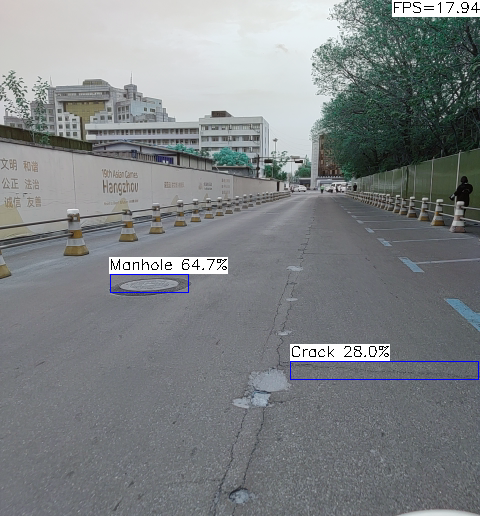 FPS=17.94
文明 和谐
公正 法治
诚信 友善
19th Asian Games
Hangzhou
Manhole 64.7%
Crack 28.0%